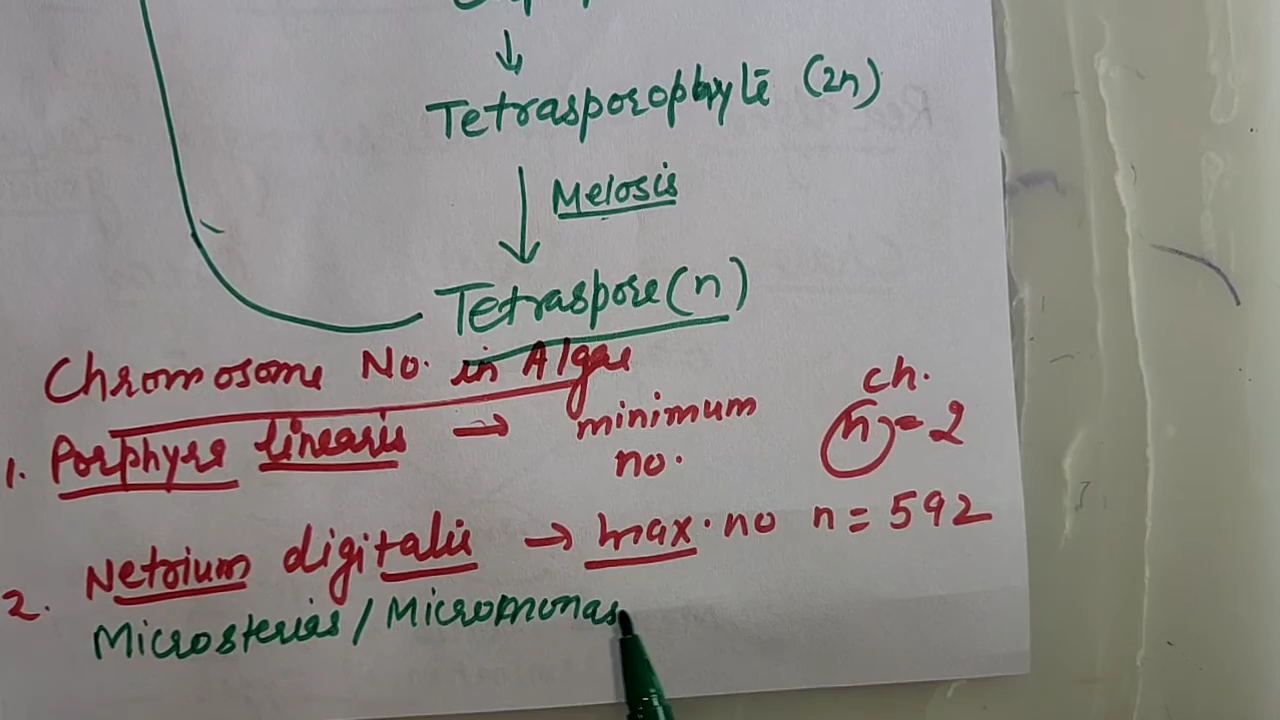 Tetrasporophyte (2n)
Meiosis
Tetraspore (n)
Chromosome No. in Algae
1. Porphyra linearis → minimum no. ch. n = 2
2. Netrium digitalis → max. no n = 592
Microsterias / Micromonas